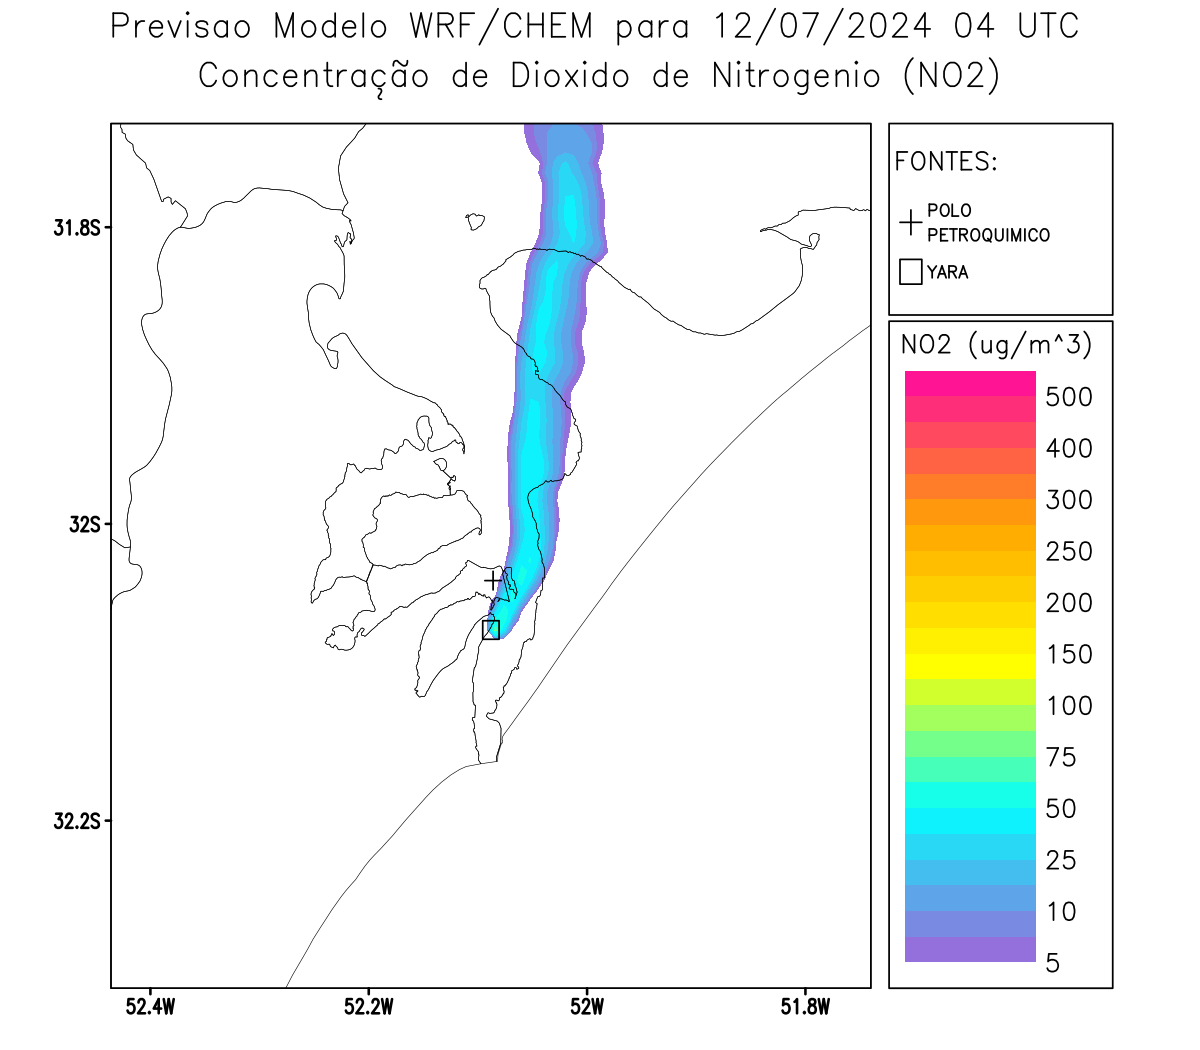 Previsao Modelo WRF/CHEM para 12/07/2024 04 UTC
Concentração de Dioxido de Nitrogenio (NO2)
31.8S
32S
32.2S
52.4W
52.2W
52W
51.8W
FONTES:
POLO
PETROQUIMICO
YARA
NO2 (ug/m^3)
500
400
300
250
200
150
100
75
50
25
10
5